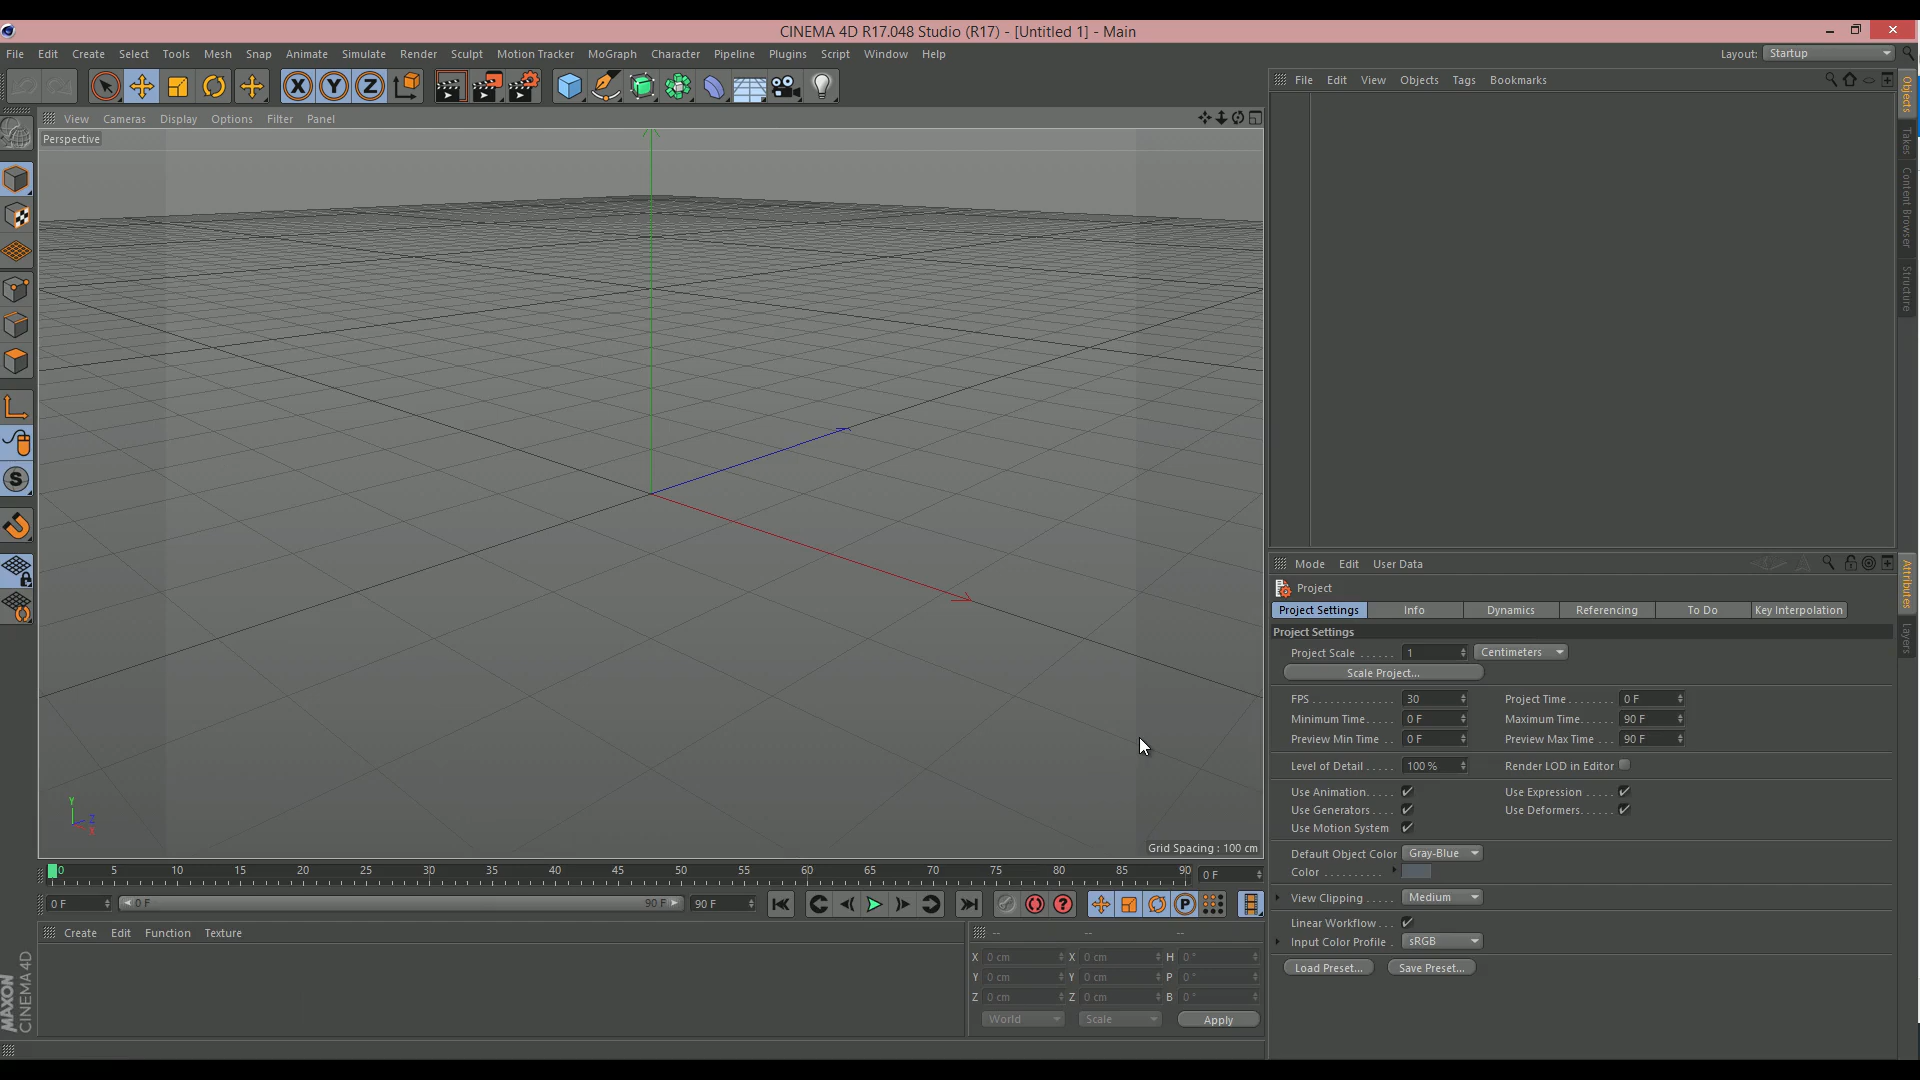 CINEMA 4D R17.048 Studio (R17) - [Untitled 1] - Main
File Edit Create Select Tools Mesh Snap Animate Simulate Render Sculpt Motion Tracker MoGraph Character Pipeline Plugins Script Window Help
Layout: Startup
X Y Z
File Edit View Objects Tags Bookmarks
Objects
Takes
Content Browser
Structure
View Cameras Display Options Filter Panel
Perspective
S
Y
Z
X
Grid Spacing : 100 cm
Mode Edit User Data
Attributes
Layers
Project
Project Settings Info Dynamics Referencing To Do Key Interpolation
Project Settings
Project Scale ...... 1 Centimeters
Scale Project...
FPS .............. 30 Project Time ........ 0 F
Minimum Time..... 0 F Maximum Time...... 90 F
Preview Min Time .. 0 F Preview Max Time ... 90 F
Level of Detail ..... 100 % Render LOD in Editor
Use Animation..... Use Expression .....
Use Generators .... Use Deformers......
Use Motion System
Default Object Color Gray-Blue
Color ..........
View Clipping ..... Medium
Linear Workflow...
Input Color Profile . sRGB
Load Preset... Save Preset...
0 5 10 15 20 25 30 35 40 45 50 55 60 65 70 75 80 85 90 0 F
0 F 0 F 90 F 90 F ? P
Create Edit Function Texture
-- -- --
X 0 cm X 0 cm H 0 °
Y 0 cm Y 0 cm P 0 °
Z 0 cm Z 0 cm B 0 °
World Scale Apply
MAXON
CINEMA 4D